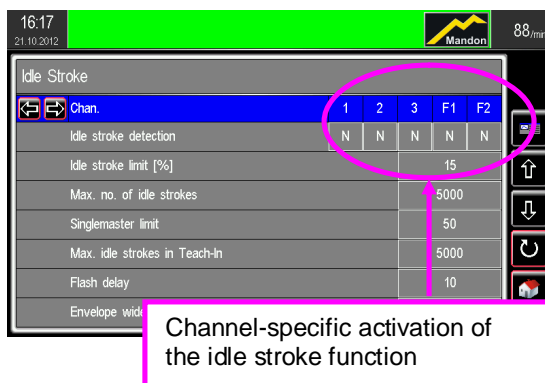 16:17
21.10.2012
Mandon
88/min
Idle Stroke
Chan. 1 2 3 F1 F2
Idle stroke detection N N N N N
Idle stroke limit [%] 15
Max. no. of idle strokes 5000
Singlemaster limit 50
Max. idle strokes in Teach-In 5000
Flash delay 10
Envelope
Channel-specific activation of
the idle stroke function